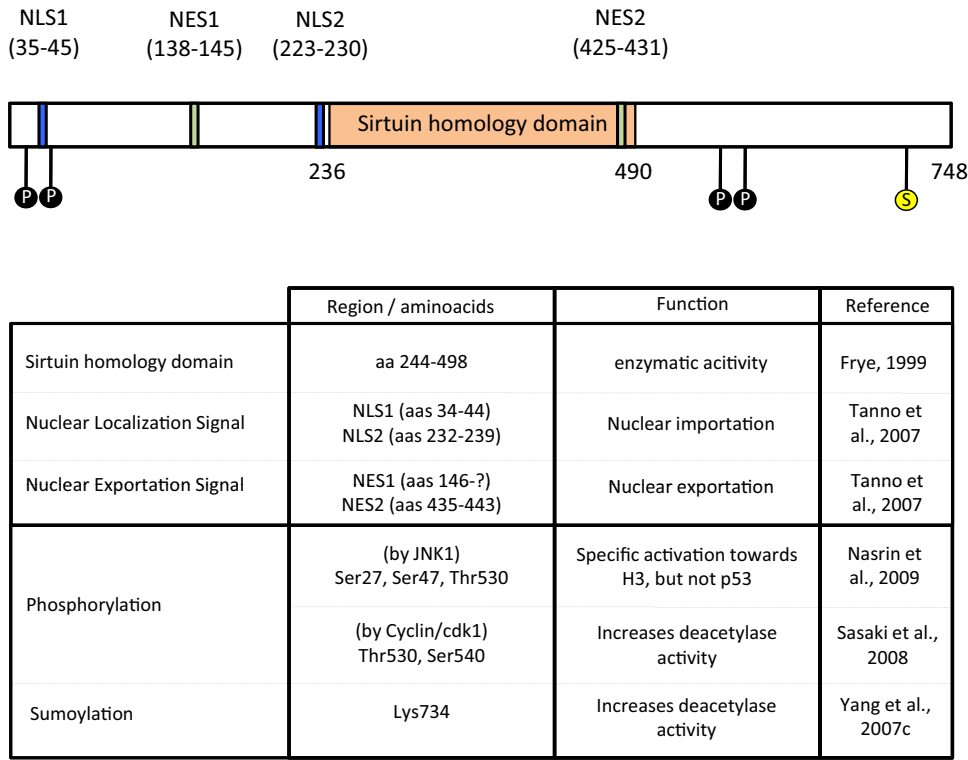 NLS1 NES1 NLS2 NES2
(35-45) (138-145) (223-230) (425-431)
Sirtuin homology domain
236 490 748
P P P P S
Region / aminoacids Function Reference
Sirtuin homology domain aa 244-498 enzymatic acitivity Frye, 1999
Nuclear Localization Signal NLS1 (aas 34-44) Nuclear importation Tanno et
NLS2 (aas 232-239) al., 2007
Nuclear Exportation Signal NES1 (aas 146-?) Nuclear exportation Tanno et
NES2 (aas 435-443) al., 2007
Phosphorylation
(by JNK1) Specific activation towards Nasrin et
Ser27, Ser47, Thr530 H3, but not p53 al., 2009
(by Cyclin/cdk1) Increases deacetylase Sasaki et al.,
Thr530, Ser540 activity 2008
Sumoylation Lys734 Increases deacetylase Yang et al.,
activity 2007c